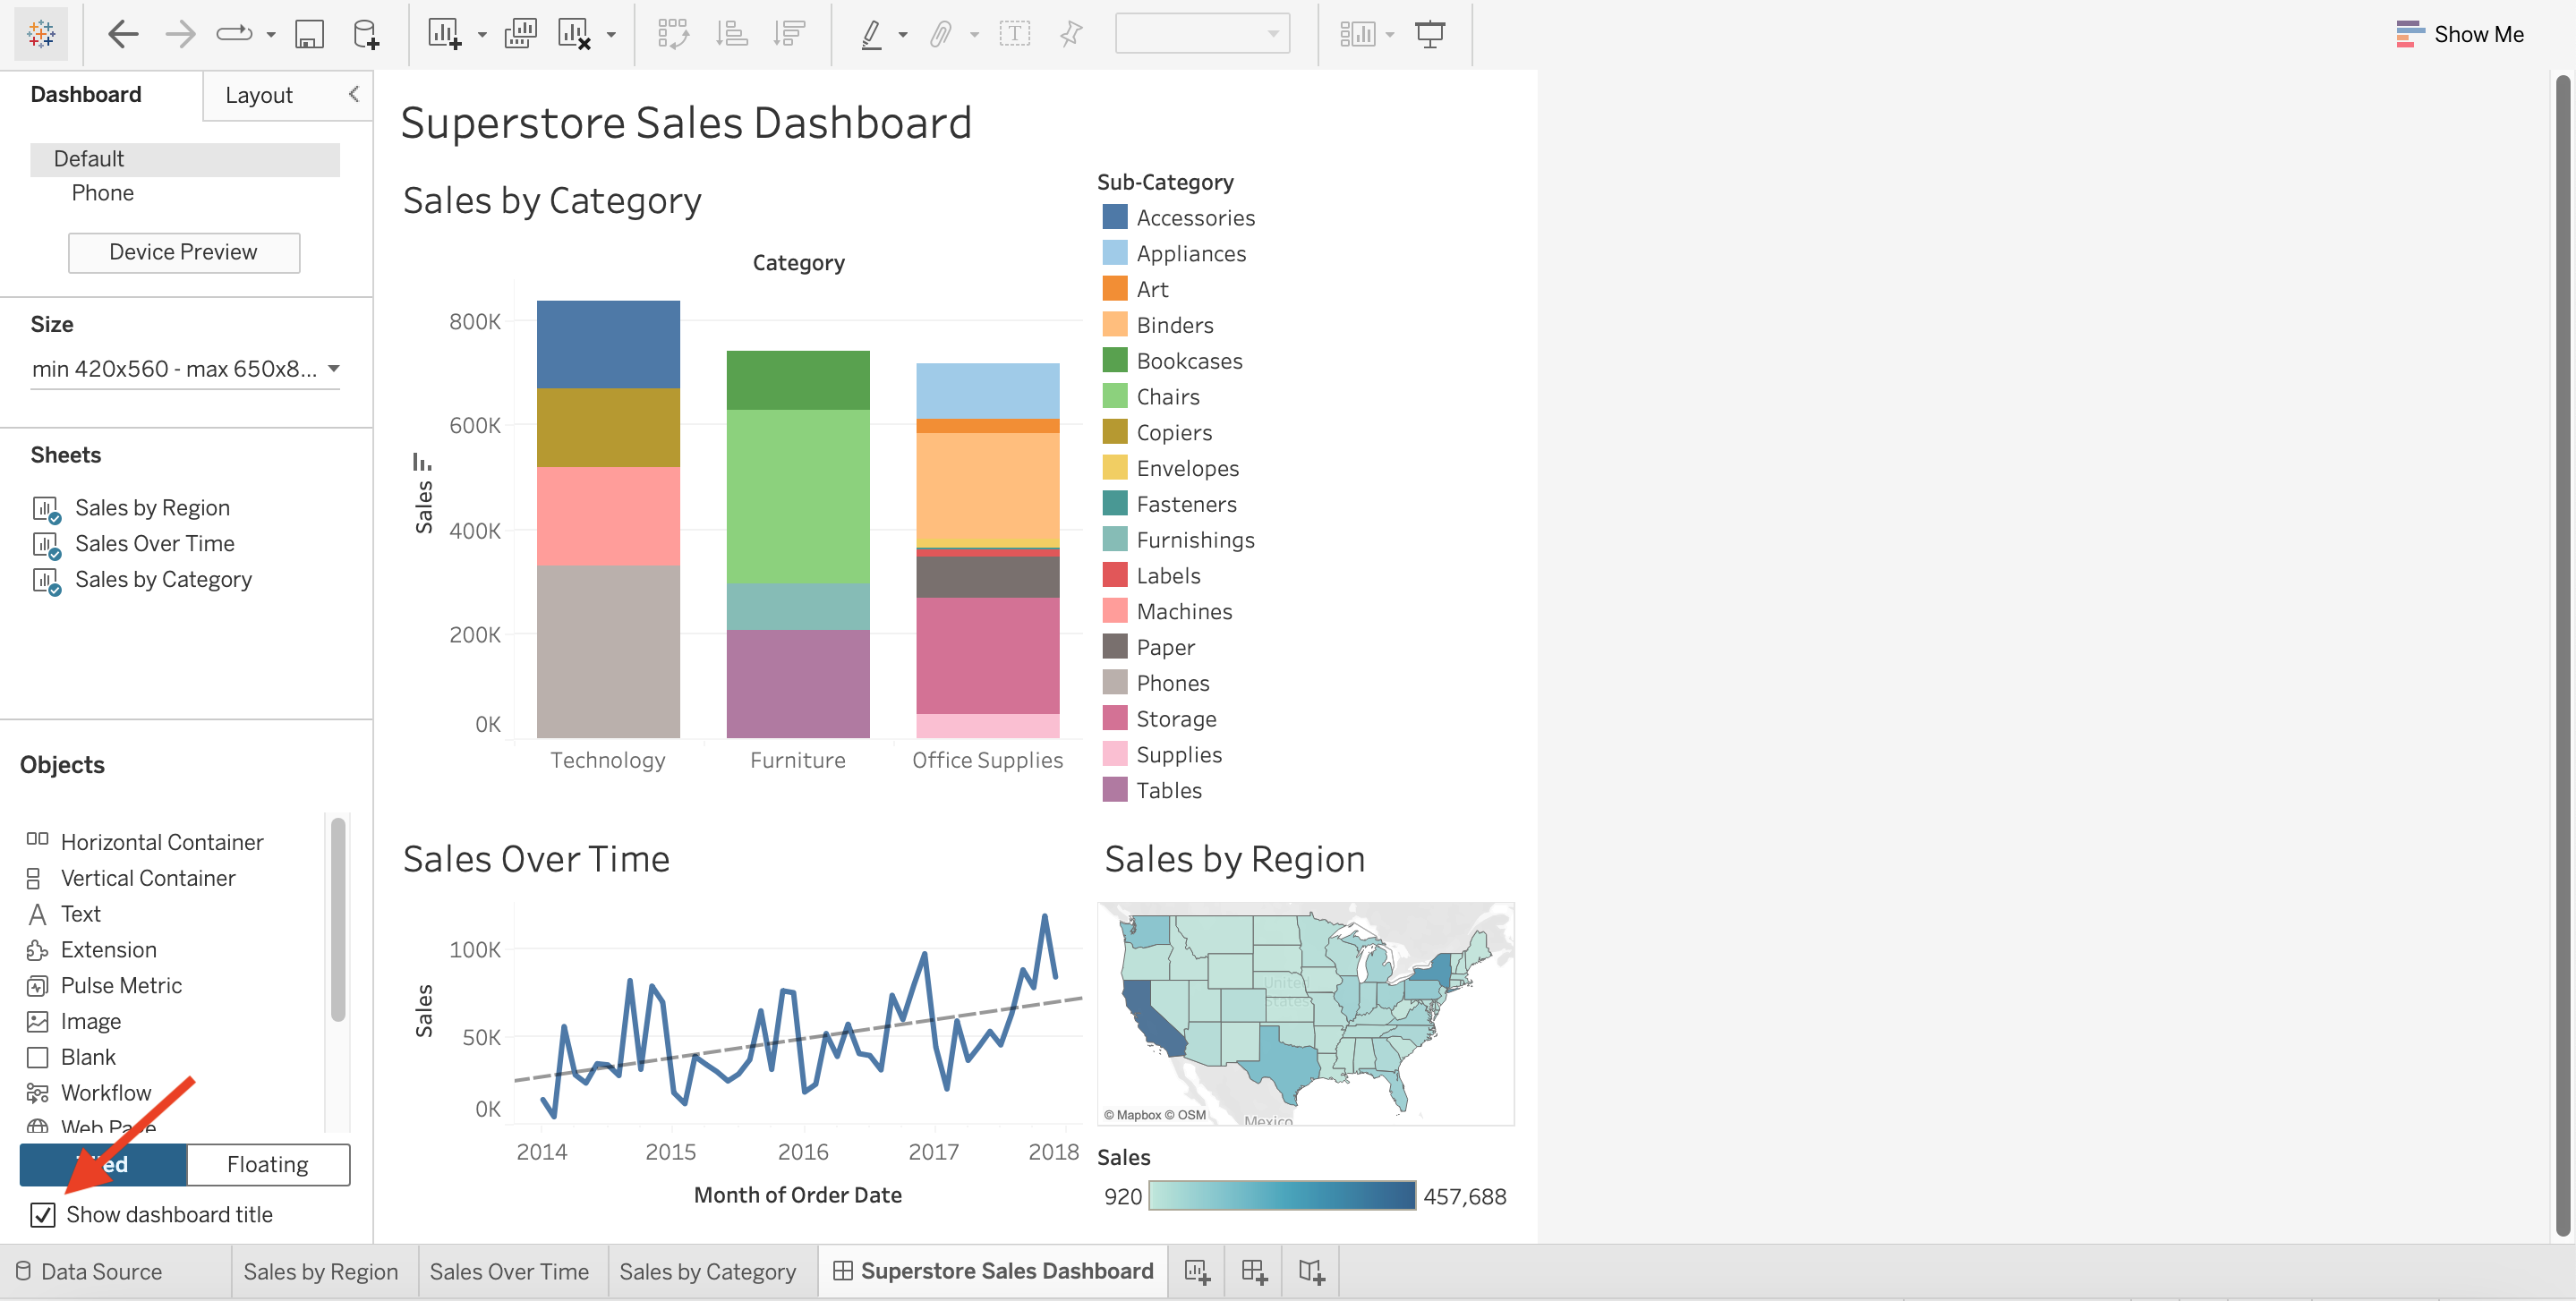 Show Me
Dashboard
Layout
Default
Phone
Device Preview
Size
min 420x560 - max 650x8...
Sheets
Sales by Region
Sales Over Time
Sales by Category
Objects
Horizontal Container
Vertical Container
T
Text
Extension
Pulse Metric
Image
Blank
Workflow
Web Page
Floating
Show dashboard title
Superstore Sales Dashboard
Sales by Category
Category
Sales
800K
600K
400K
200K
0K
Technology
Furniture
Office Supplies
Sub-Category
Accessories
Appliances
Art
Binders
Bookcases
Chairs
Copiers
Envelopes
Fasteners
Furnishings
Labels
Machines
Paper
Phones
Storage
Supplies
Tables
Sales Over Time
Sales
100K
50K
0K
2014
2015
2016
2017
2018
Month of Order Date
Sales by Region
United
States
© Mapbox © OSM
Mexico
Sales
920
457,688
Data Source
Sales by Region
Sales Over Time
Sales by Category
Superstore Sales Dashboard